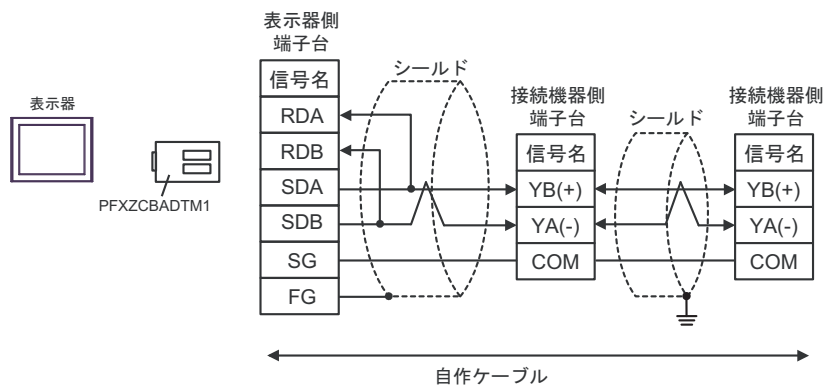 表示器
PFXZCBADTM1
表示器側
端子台
信号名
RDA
RDB
SDA
SDB
SG
FG
シールド
接続機器側
端子台
信号名
YB(+)
YA(-)
COM
シールド
接続機器側
端子台
信号名
YB(+)
YA(-)
COM
自作ケーブル